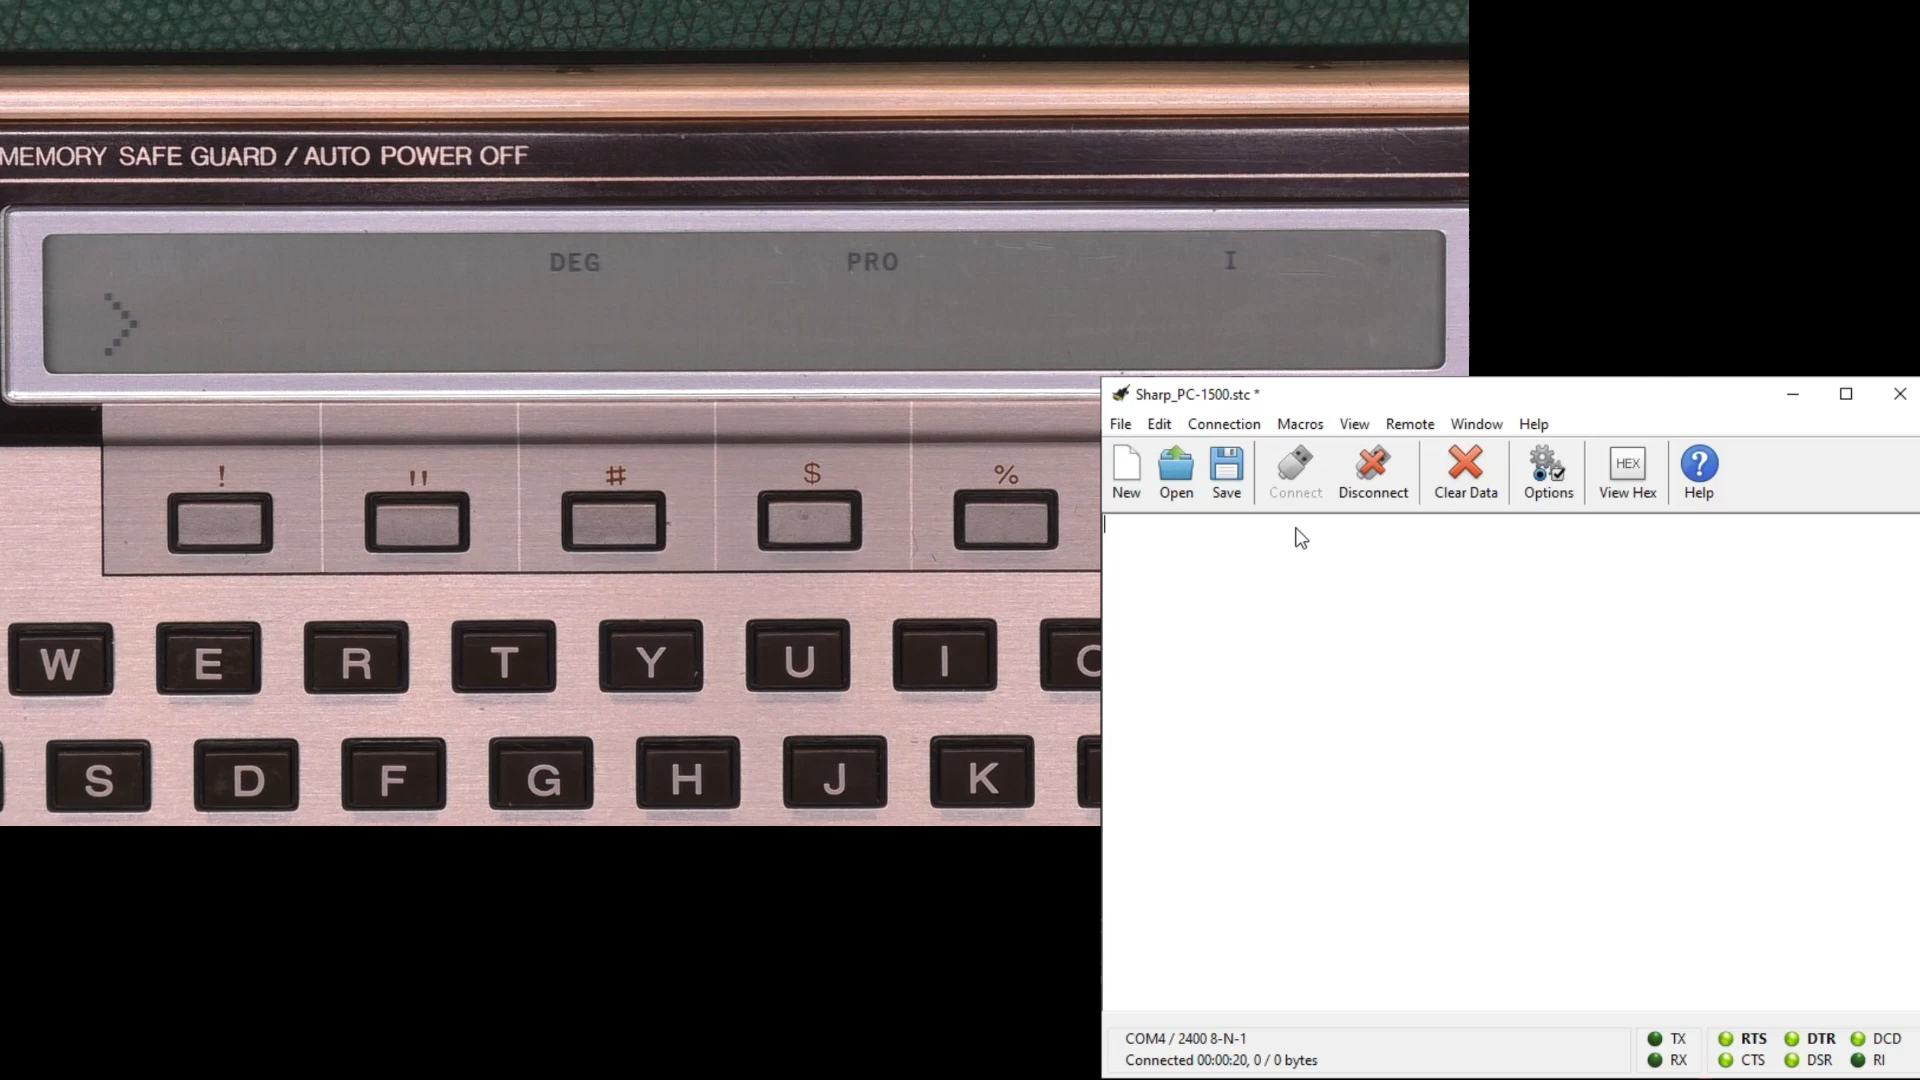 MEMORY SAFE GUARD / AUTO POWER OFF
DEG PRO I
>
! " # $ %
W E R T Y U I
S D F G H J K
Sharp_PC-1500.stc *
File Edit Connection Macros View Remote Window Help
HEX ?
New Open Save Connect Disconnect Clear Data Options View Hex Help
COM4 / 2400 8-N-1
Connected 00:00:20, 0 / 0 bytes
TX RTS DTR DCD
RX CTS DSR RI